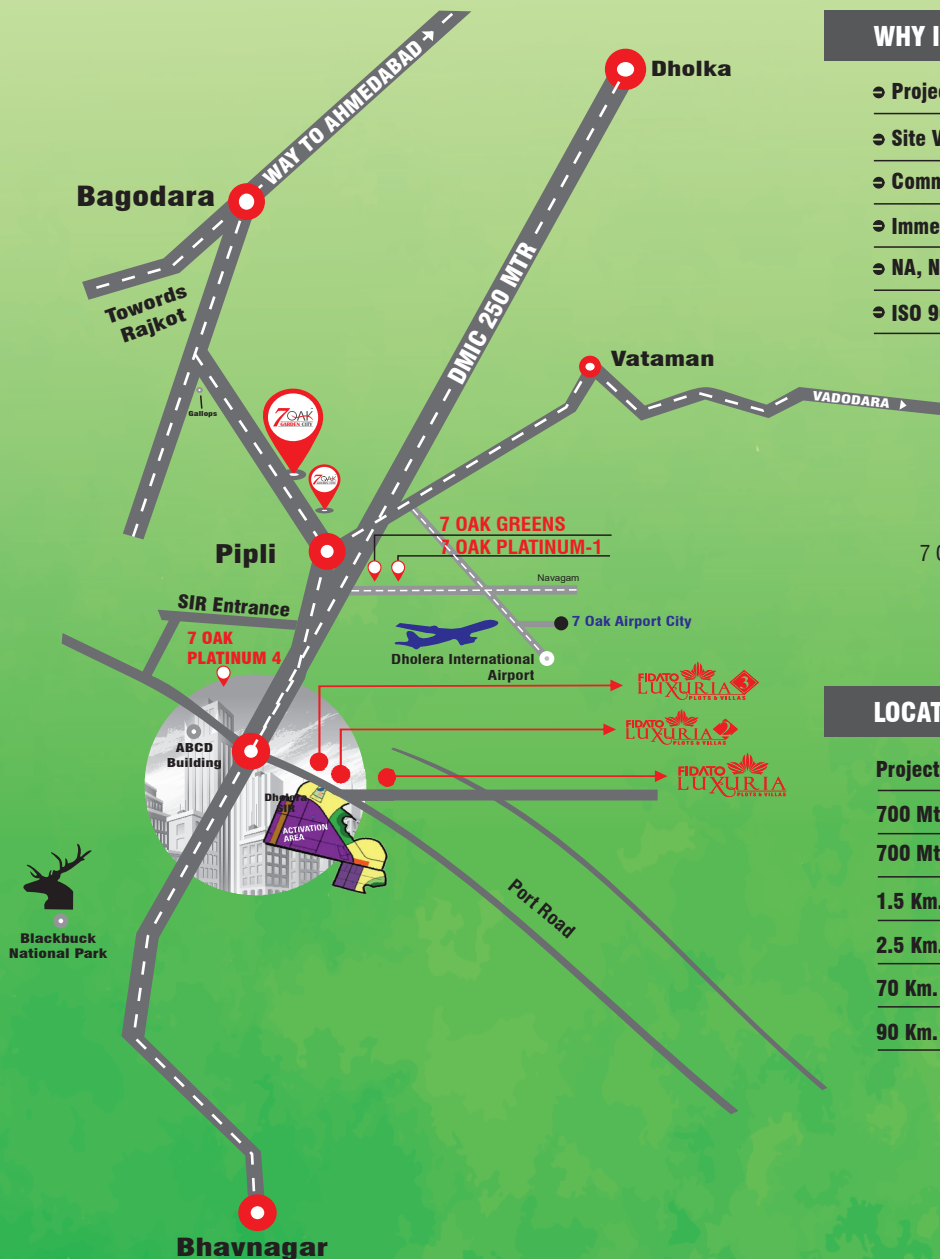 WHY I
Projec
Site V
Comm
Imme
NA, N
ISO 9
Dholka
WAY TO AHMEDABAD
Bagodara
Towords
Rajkot
DMIC 250 MTR
Vataman
VADODARA
Gallops
7OAK
GARDEN CITY
7OAK
Pipli
7 OAK GREENS
7 OAK PLATINUM-1
Navagam
SIR Entrance
7 OAK
PLATINUM 4
7 Oak Airport City
Dholera International
Airport
FIDATO
LUXURIA 3
PLOTS & VILLAS
FIDATO
LUXURIA 2
PLOTS & VILLAS
FIDATO
LUXURIA
PLOTS & VILLAS
ABCD
Building
Dholera
SIR
ACTIVATION
AREA
Port Road
Blackbuck
National Park
Bhavnagar
LOCAT
Project
700 Mt
700 Mt
1.5 Km.
2.5 Km.
70 Km.
90 Km.